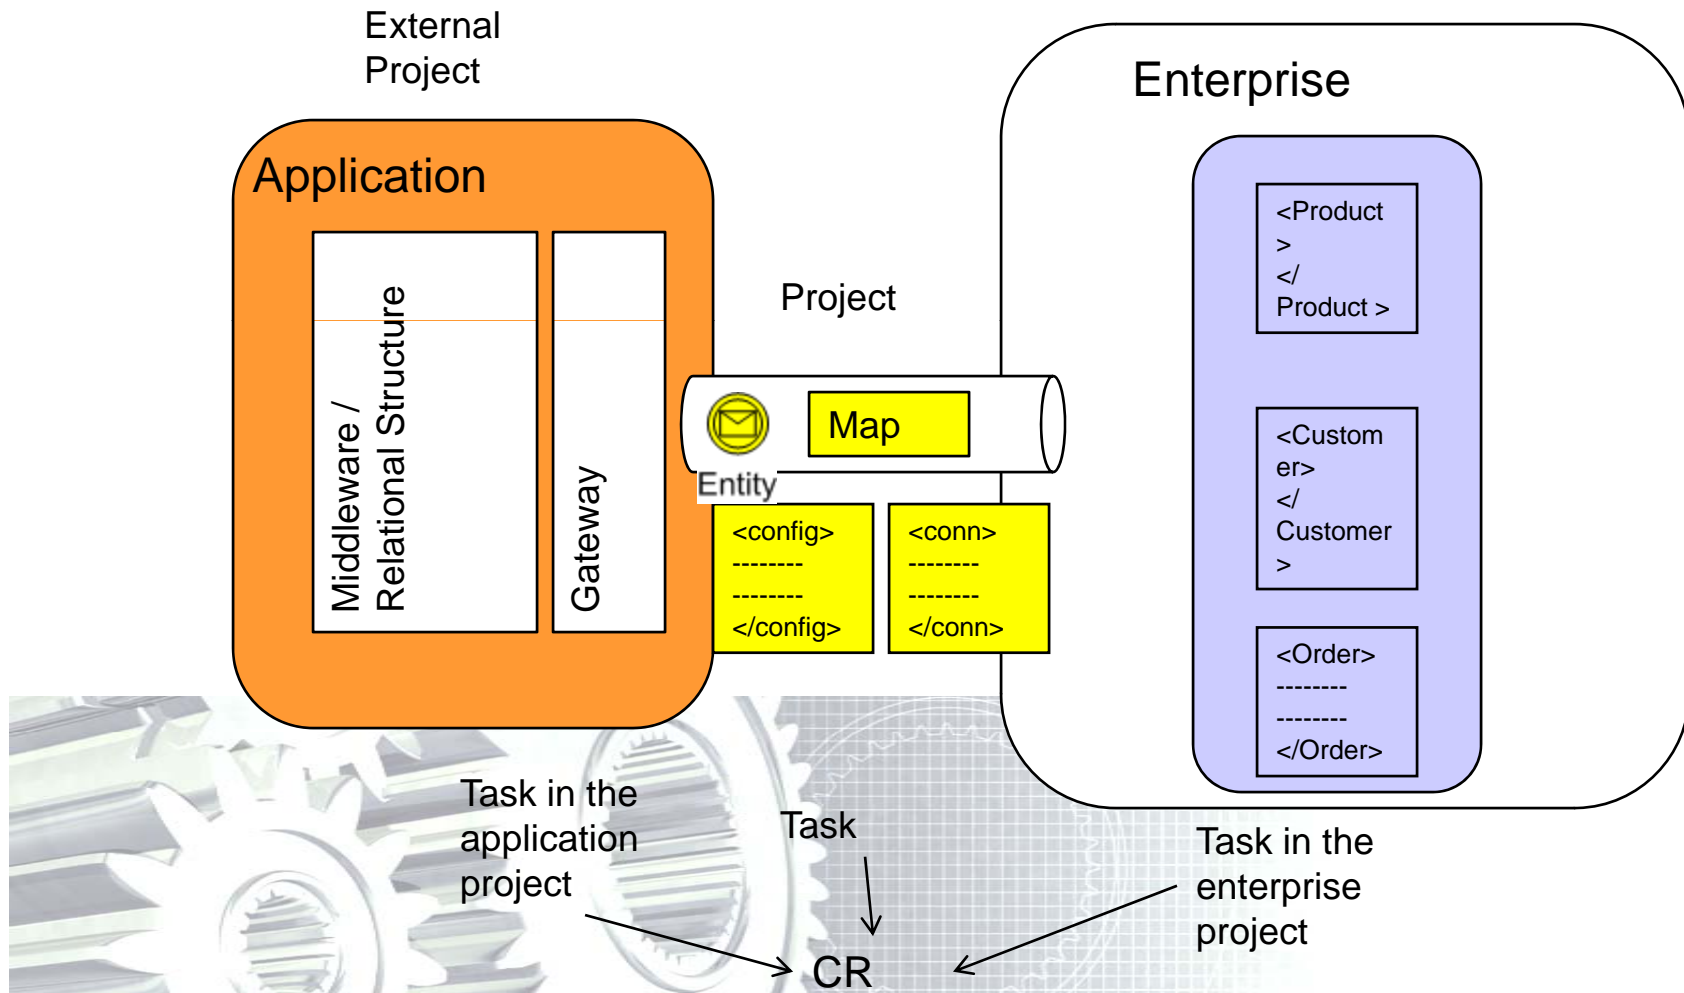 External
Project
Enterprise
Application
Middleware /
Relational Structure
Gateway
Project
Entity
Map
<config>
--------
--------
</config>
<conn>
--------
--------
</conn>
<Product
>
</
Product >
<Custom
er>
</
Customer
>
<Order>
--------
--------
</Order>
Task in the
application
project
Task
Task in the
enterprise
project
CR